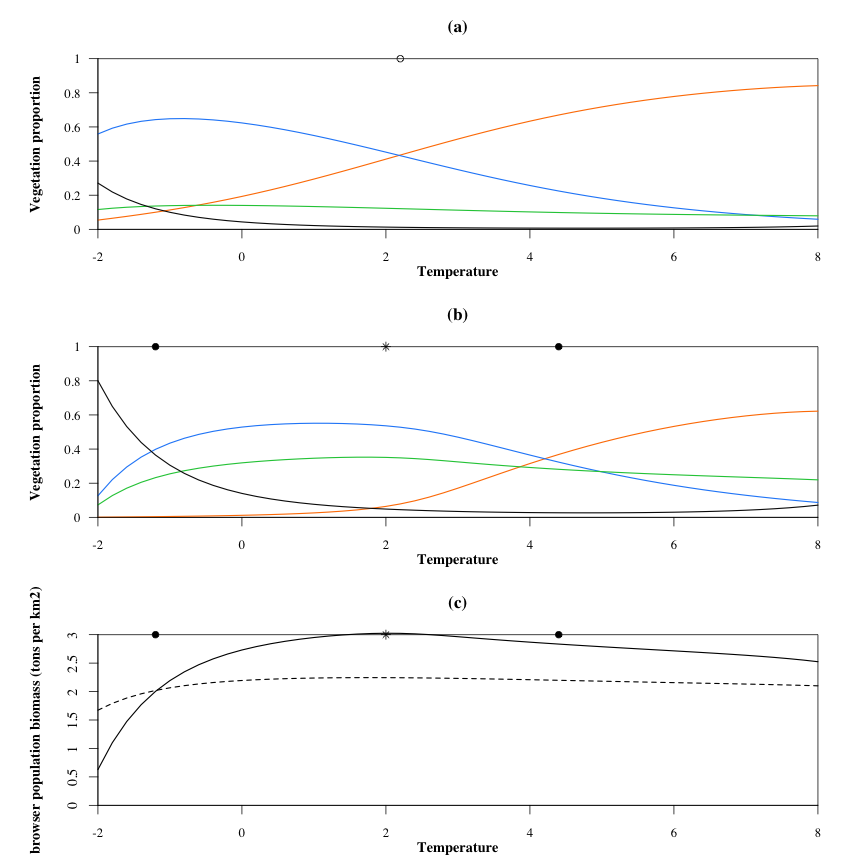 (a)
Vegetation proportion
1
0.8
0.6
0.4
0.2
0
-2 0 2 4 6 8
Temperature
(b)
Vegetation proportion
1
0.8
0.6
0.4
0.2
0
-2 0 2 4 6 8
Temperature
(c)
browser population biomass (tons per km2)
3
2.5
2
1.5
1
0.5
0
-2 0 2 4 6 8
Temperature